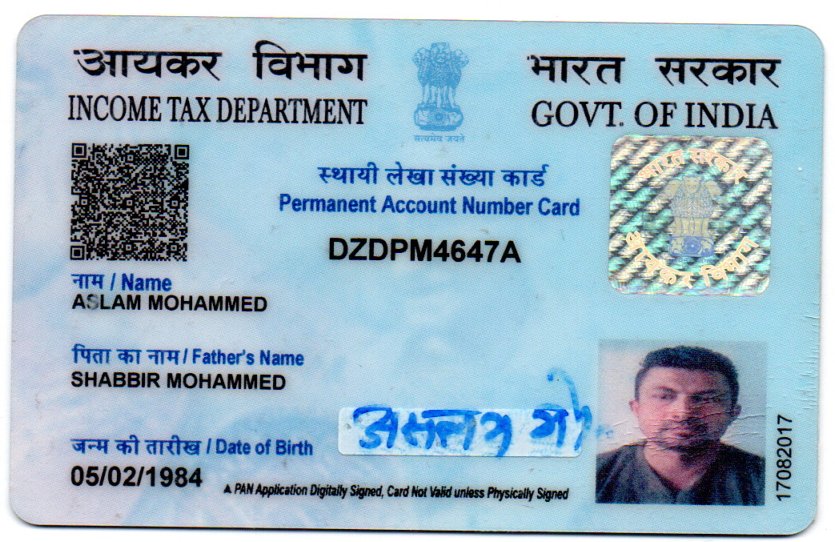 आयकर विभाग
INCOME TAX DEPARTMENT
भारत सरकार
GOVT. OF INDIA
सत्यमेव जयते
स्थायी लेखा संख्या कार्ड
Permanent Account Number Card
DZDPM4647A
भारत सरकार
आयकर विभाग
नाम / Name
ASLAM MOHAMMED
पिता का नाम / Father's Name
SHABBIR MOHAMMED
असलम मो
जन्म की तारीख / Date of Birth
05/02/1984
PAN Application Digitally Signed, Card Not Valid unless Physically Signed
17082017